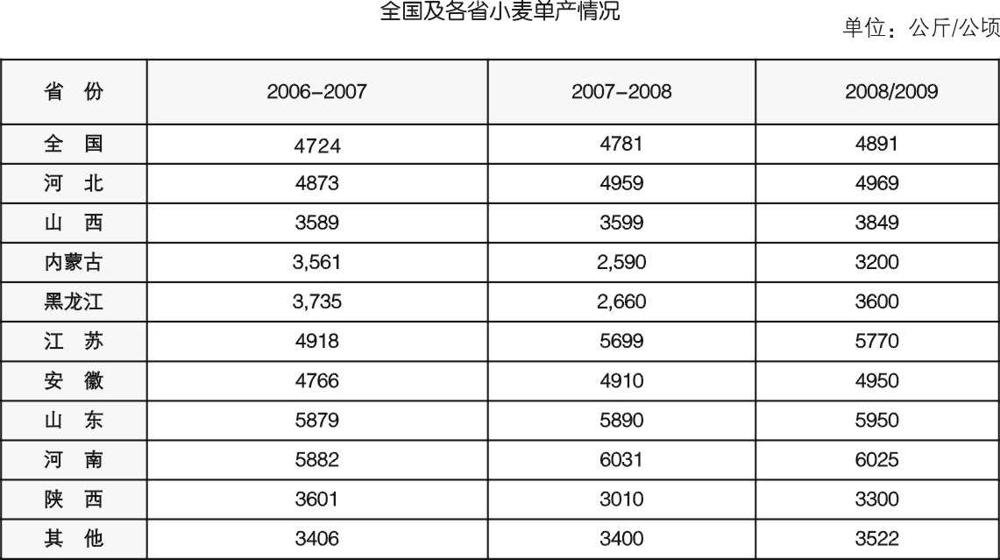 全国及各省小麦单产情况
单位：公斤/公顷
省 份 2006–2007 2007–2008 2008/2009
全 国 4724 4781 4891
河 北 4873 4959 4969
山 西 3589 3599 3849
内蒙古 3,561 2,590 3200
黑龙江 3,735 2,660 3600
江 苏 4918 5699 5770
安 徽 4766 4910 4950
山 东 5879 5890 5950
河 南 5882 6031 6025
陕 西 3601 3010 3300
其 他 3406 3400 3522